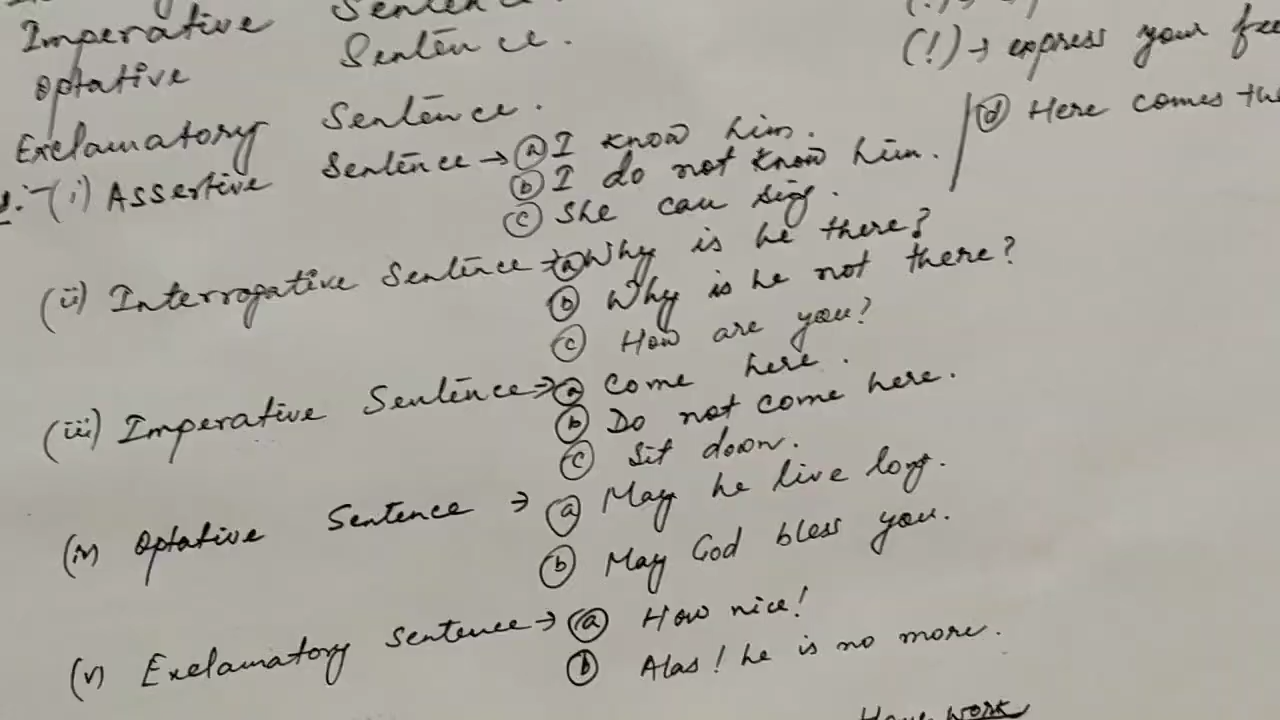 Imperative Sentence.
Optative Sentence.
Exclamatory Sentence.
(!) → express your
(i) Assertive Sentence → (a) I know him.
(b) I do not know him.
(c) She can sing.
(d) Here comes
(ii) Interrogative Sentence → (a) Why is he there?
(b) Why is he not there?
(c) How are you?
(iii) Imperative Sentence → (a) Come here.
(b) Do not come here.
(c) Sit down.
(iv) Optative Sentence → (a) May he live long.
(b) May God bless you.
(v) Exclamatory Sentence → (a) How nice!
(b) Alas! he is no more.
Home work